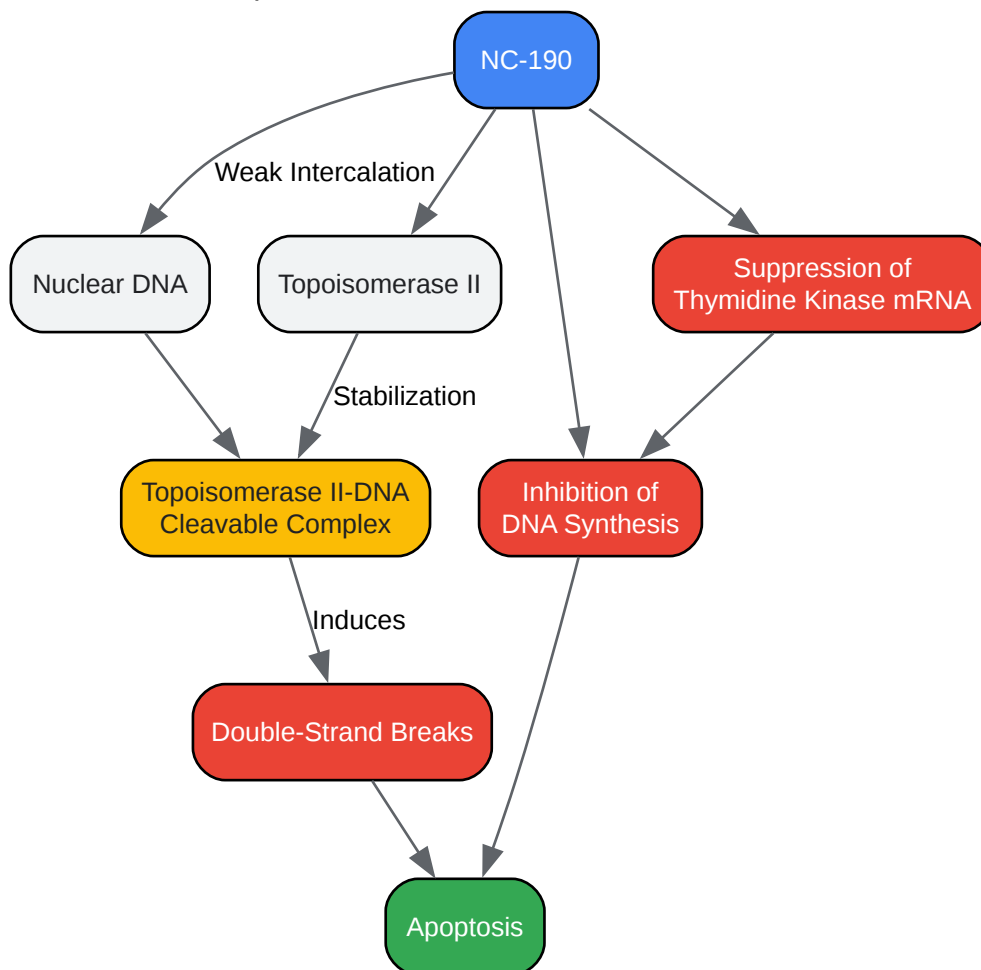 NC-190
Weak Intercalation
Nuclear DNA
Topoisomerase II
Suppression of
Thymidine Kinase mRNA
Stabilization
Topoisomerase II-DNA
Cleavable Complex
Inhibition of
DNA Synthesis
Induces
Double-Strand Breaks
Apoptosis